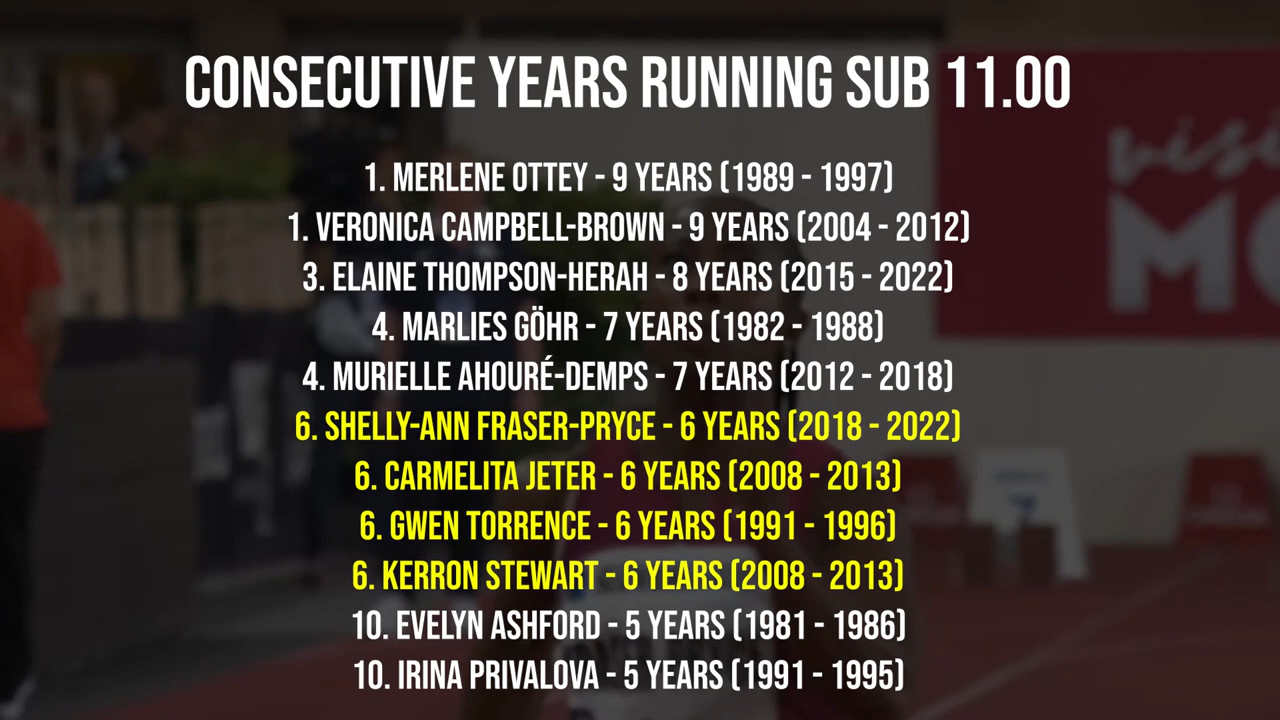 CONSECUTIVE YEARS RUNNING SUB 11.00
1. MERLENE OTTEY - 9 YEARS (1989 - 1997)
1. VERONICA CAMPBELL-BROWN - 9 YEARS (2004 - 2012)
3. ELAINE THOMPSON-HERAH - 8 YEARS (2015 - 2022)
4. MARLIES GÖHR - 7 YEARS (1982 - 1988)
4. MURIELLE AHOURÉ-DEMPS - 7 YEARS (2012 - 2018)
6. SHELLY-ANN FRASER-PRYCE - 6 YEARS (2018 - 2022)
6. CARMELITA JETER - 6 YEARS (2008 - 2013)
6. GWEN TORRENCE - 6 YEARS (1991 - 1996)
6. KERRON STEWART - 6 YEARS (2008 - 2013)
10. EVELYN ASHFORD - 5 YEARS (1981 - 1986)
10. IRINA PRIVALOVA - 5 YEARS (1991 - 1995)